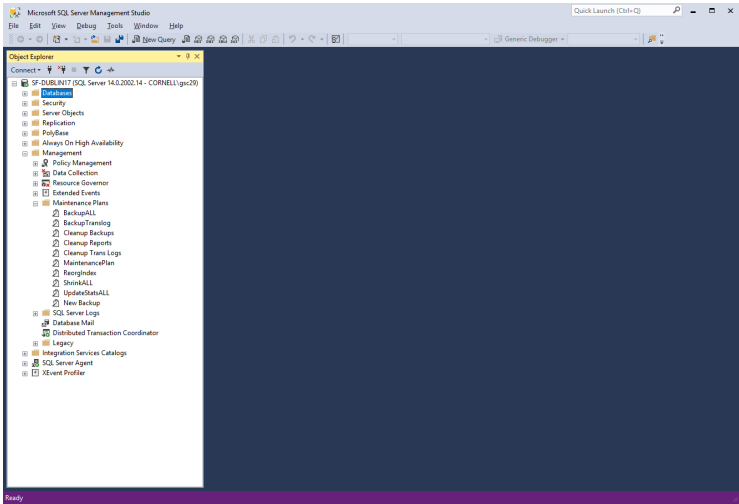 Microsoft SQL Server Management Studio
Quick Launch (Ctrl+Q)
File Edit View Debug Tools Window Help
New Query
Generic Debugger
Object Explorer
Connect
SF-DUBLIN17 (SQL Server 14.0.2002.14 - CORNELL\gsc29)
Databases
Security
Server Objects
Replication
PolyBase
Always On High Availability
Management
Policy Management
Data Collection
Resource Governor
Extended Events
Maintenance Plans
BackupALL
BackupTranslog
Cleanup Backups
Cleanup Reports
Cleanup Trans Logs
MaintenancePlan
ReorgIndex
ShrinkALL
UpdateStatsALL
New Backup
SQL Server Logs
Database Mail
Distributed Transaction Coordinator
Legacy
Integration Services Catalogs
SQL Server Agent
XEvent Profiler
Ready